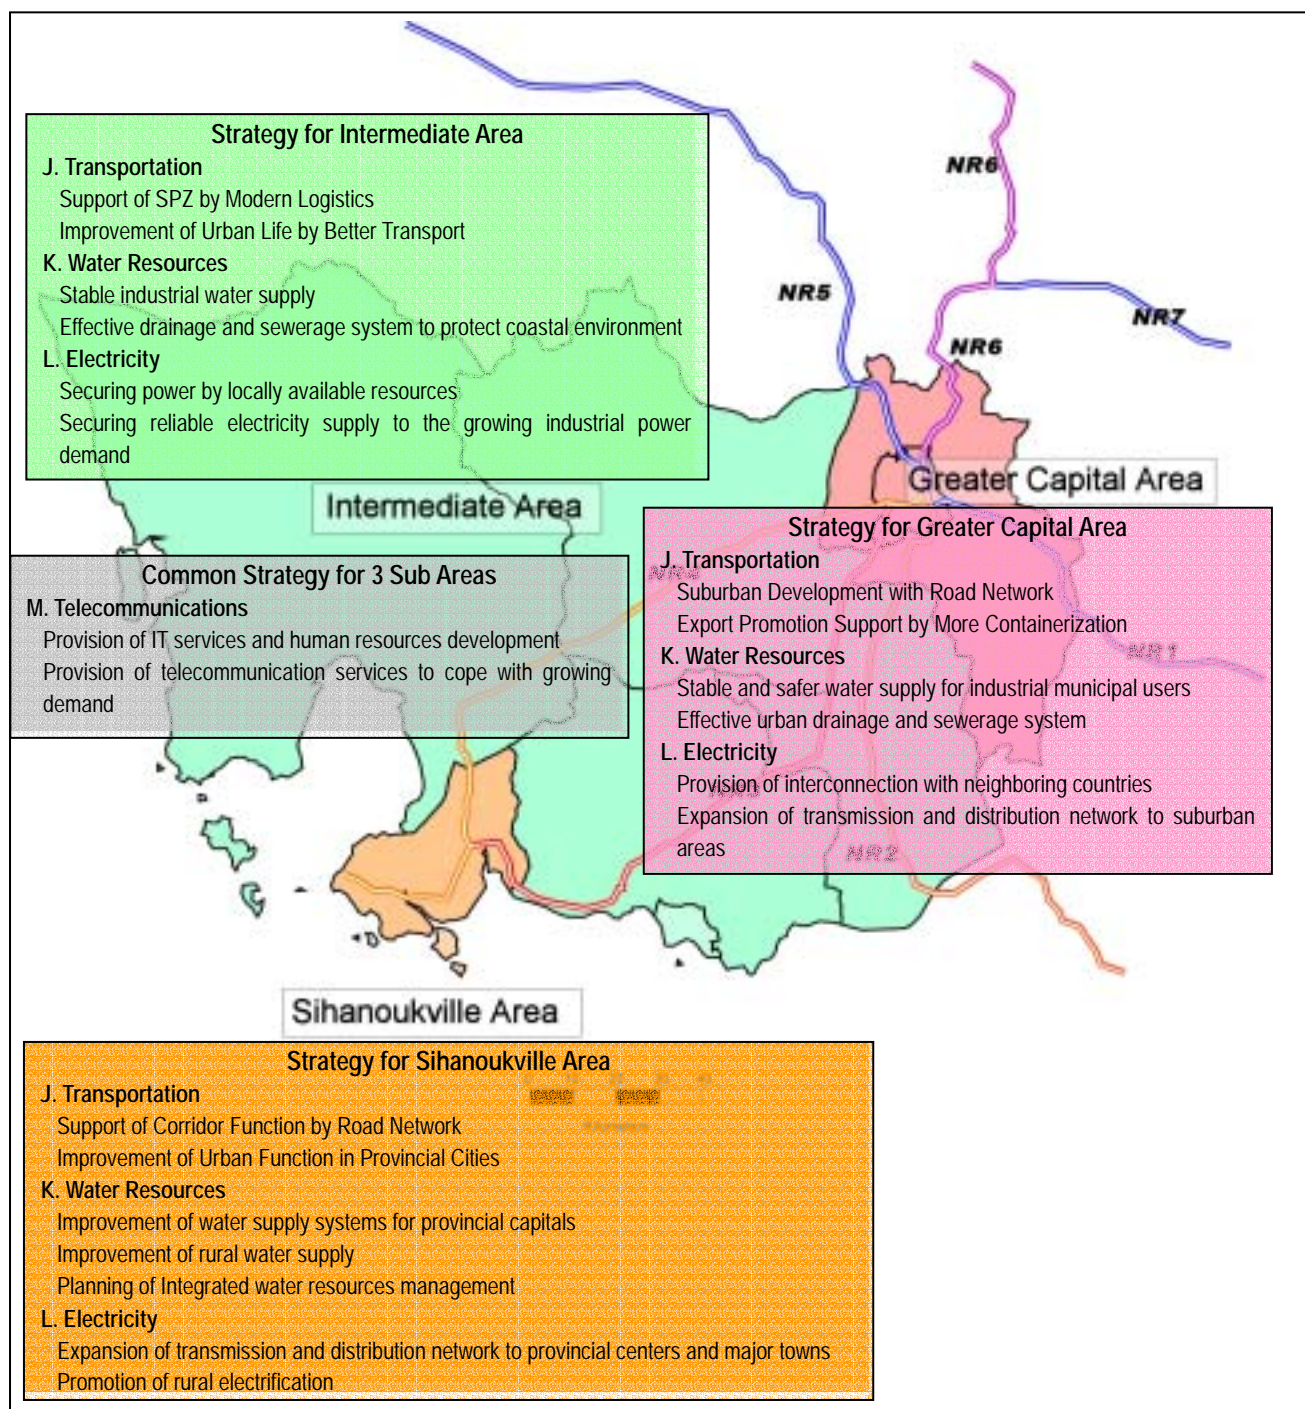 NR6
Strategy for Intermediate Area
J. Transportation
Support of SPZ by Modern Logistics
Improvement of Urban Life by Better Transport
K. Water Resources
Stable industrial water supply
Effective drainage and sewerage system to protect coastal environment
L. Electricity
Securing power by locally available resources
Securing reliable electricity supply to the growing industrial power
demand
NR5
NR7
NR6
Greater Capital Area
Intermediate Area
Strategy for Greater Capital Area
J. Transportation
Suburban Development with Road Network
Export Promotion Support by More Containerization
K. Water Resources
Stable and safer water supply for industrial municipal users
Effective urban drainage and sewerage system
L. Electricity
Provision of interconnection with neighboring countries
Expansion of transmission and distribution network to suburban
areas
NR4
NR1
NR3
NR2
Common Strategy for 3 Sub Areas
M. Telecommunications
Provision of IT services and human resources development
Provision of telecommunication services to cope with growing
demand
Sihanoukville Area
Strategy for Sihanoukville Area
J. Transportation
Support of Corridor Function by Road Network
Improvement of Urban Function in Provincial Cities
K. Water Resources
Improvement of water supply systems for provincial capitals
Improvement of rural water supply
Planning of Integrated water resources management
L. Electricity
Expansion of transmission and distribution network to provincial centers and major towns
Promotion of rural electrification